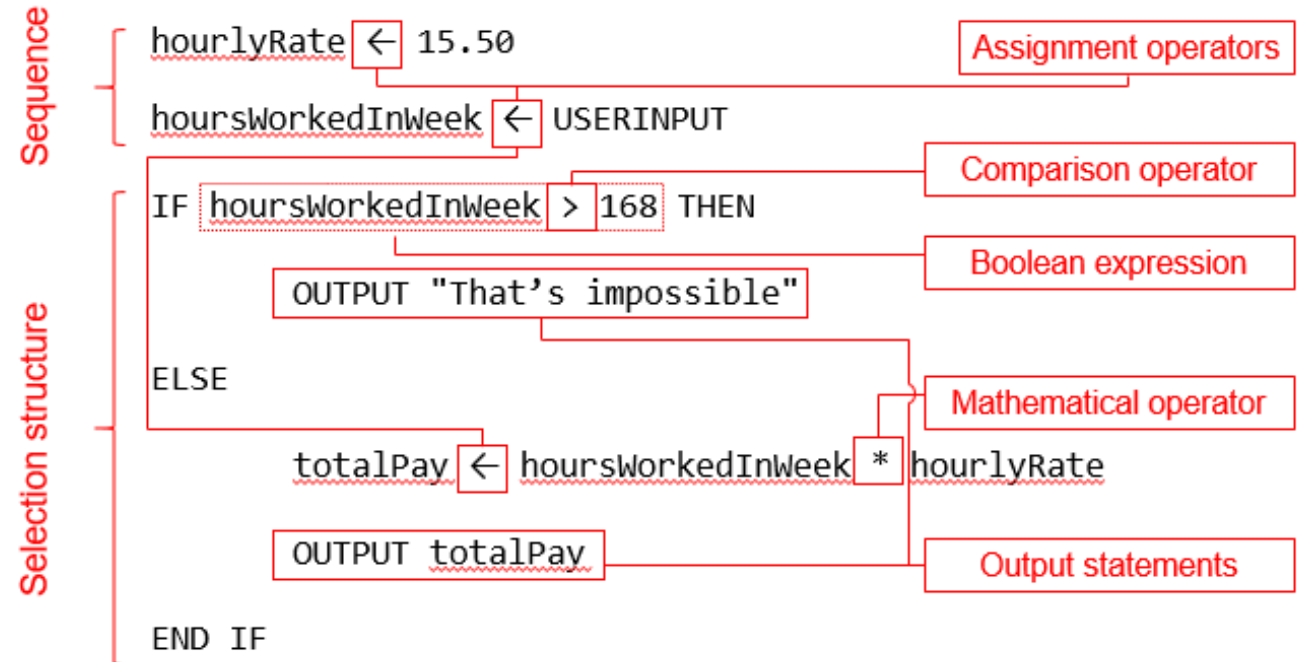 Sequence
hourlyRate ← 15.50
Assignment operators
hoursWorkedInWeek ← USERINPUT
Comparison operator
IF hoursWorkedInWeek > 168 THEN
Boolean expression
OUTPUT "That’s impossible"
Selection structure
ELSE
Mathematical operator
totalPay ← hoursWorkedInWeek * hourlyRate
OUTPUT totalPay
Output statements
END IF